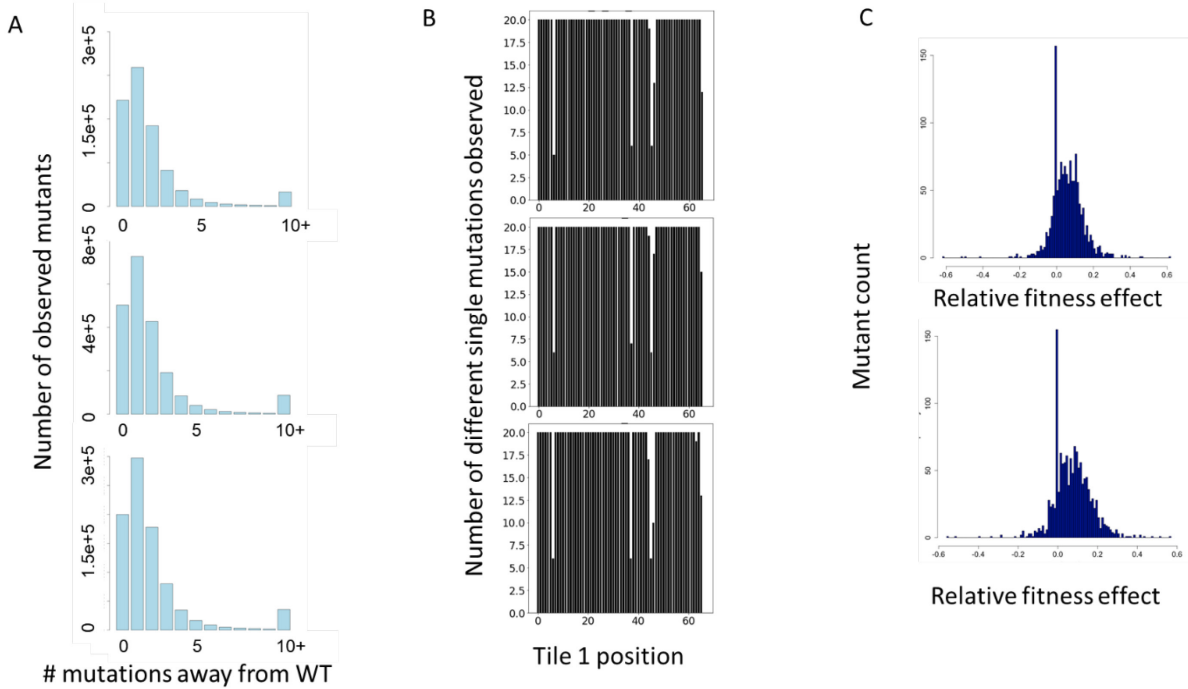 A
B
C
Number of observed mutants
3e+5
1.5e+5
0
0 5 10+
8e+5
4e+5
0
0 5 10+
3e+5
1.5e+5
0
0 5 10+
# mutations away from WT
Number of different single mutations observed
20.0
17.5
15.0
12.5
10.0
7.5
5.0
2.5
0.0
0 20 40 60
20.0
17.5
15.0
12.5
10.0
7.5
5.0
2.5
0.0
0 20 40 60
20.0
17.5
15.0
12.5
10.0
7.5
5.0
2.5
0.0
0 20 40 60
Tile 1 position
Mutant count
150
100
50
0
-0.6 -0.4 -0.2 0.0 0.2 0.4 0.6
Relative fitness effect
150
100
50
0
-0.6 -0.4 -0.2 0.0 0.2 0.4 0.6
Relative fitness effect